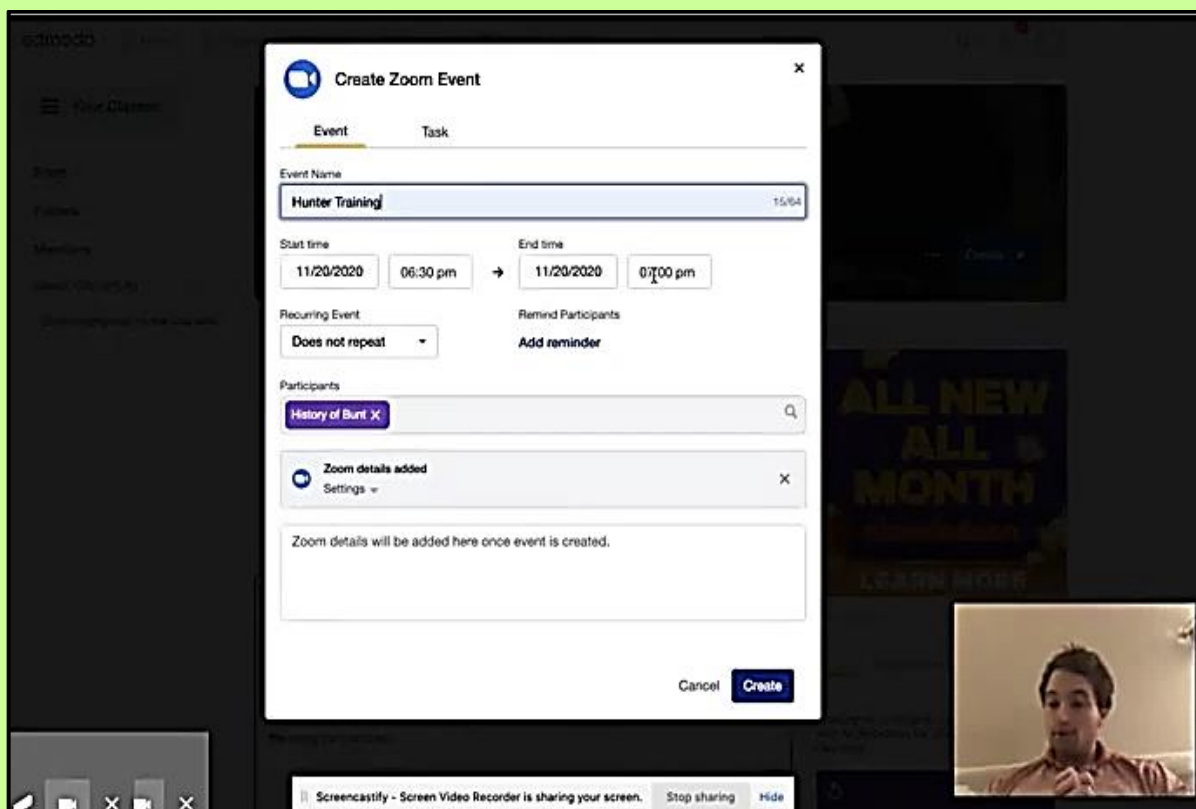 edmodo
Your Classes
Create Zoom Event
×
Event Task
Event Name
Hunter Training 15/64
Start time End time
11/20/2020 06:30 pm → 11/20/2020 07:00 pm
Recurring Event Remind Participants
Does not repeat Add reminder
Participants
History of Bunt X
Zoom details added
Settings
Zoom details will be added here once event is created.
ALL NEW
ALL
MONTH
LEARN MORE
Cancel Create
Screencastify - Screen Video Recorder is sharing your screen. Stop sharing Hide